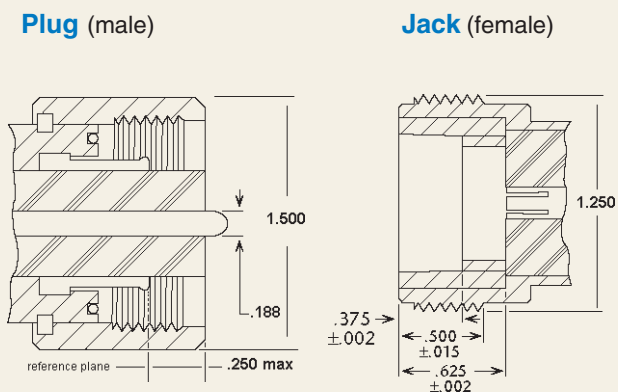 Plug (male)
Jack (female)
1.500
.188
reference plane
.250 max
1.250
.375
±.002
.500
±.015
.625
±.002